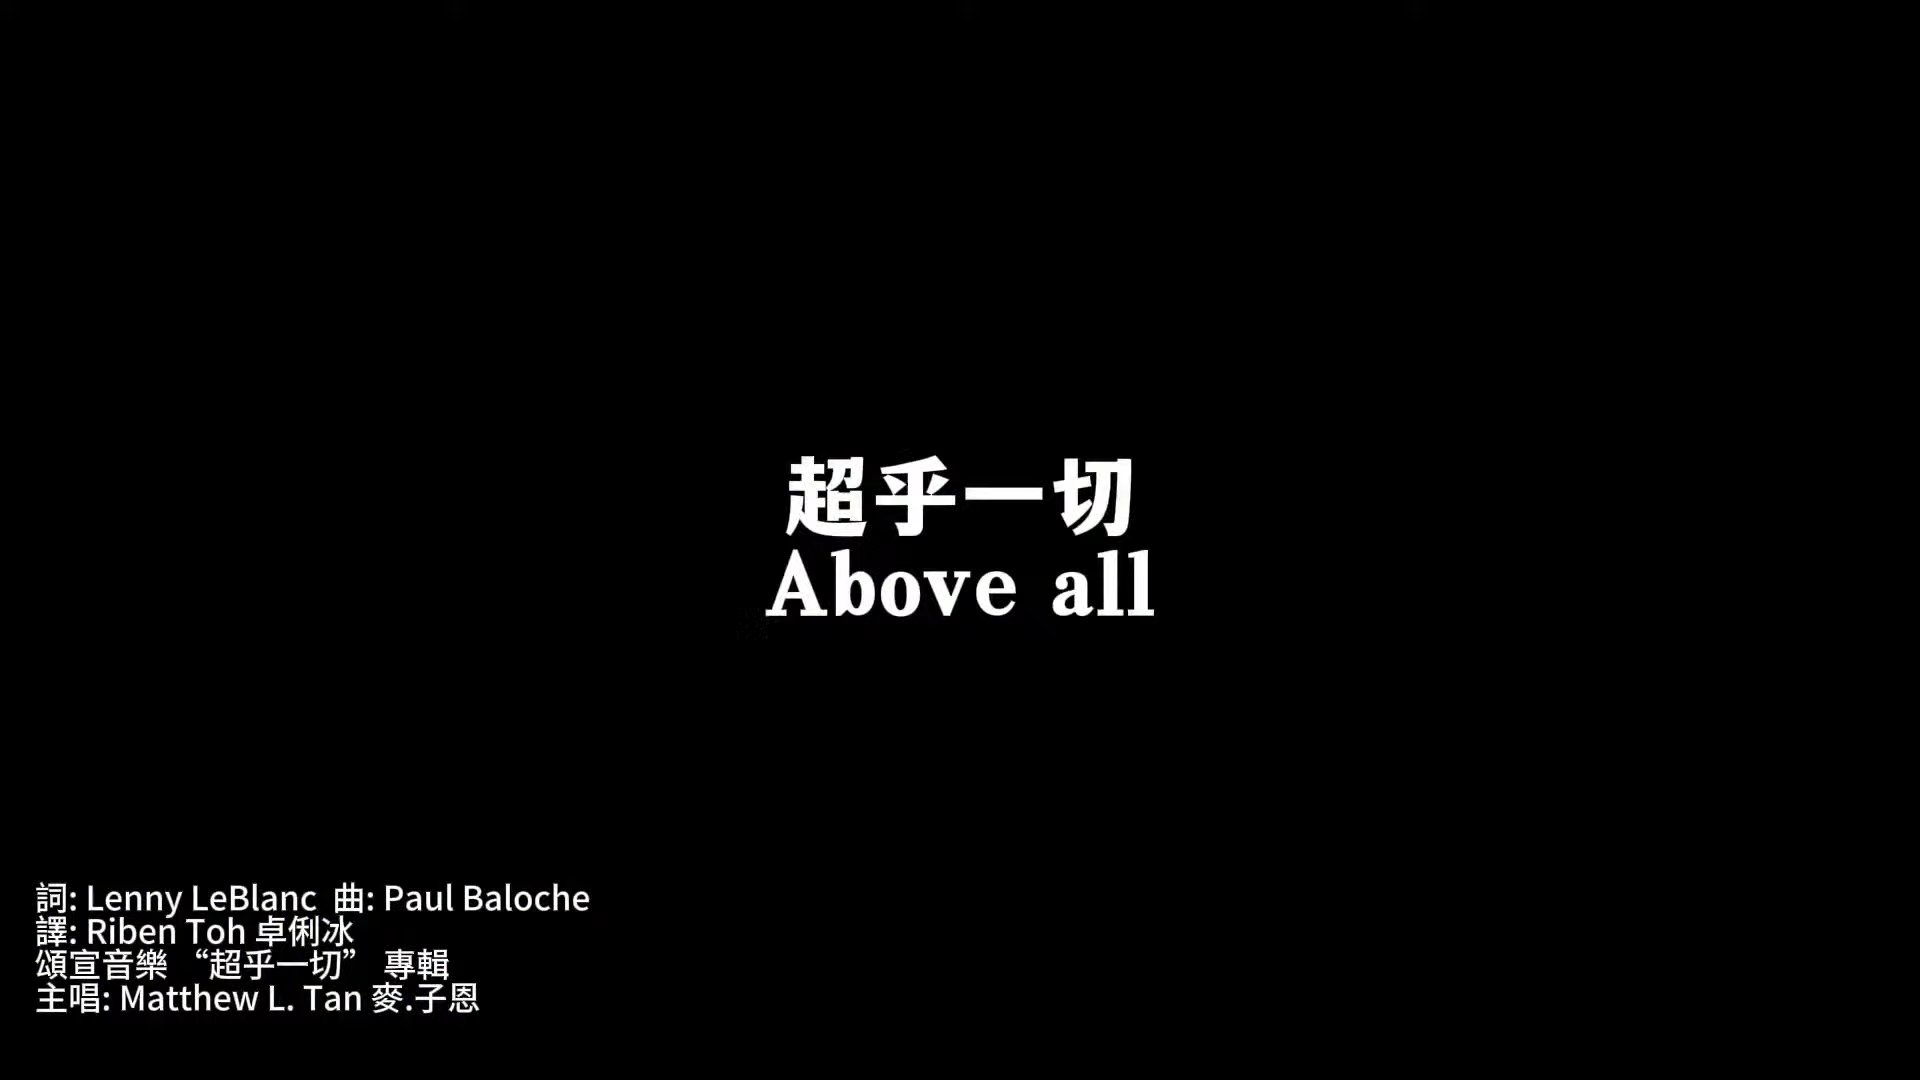 超乎一切
Above all
詞: Lenny LeBlanc 曲: Paul Baloche
譯: Riben Toh 卓俐冰
頌宣音樂 “超乎一切” 專輯
主唱: Matthew L. Tan 麥.子恩